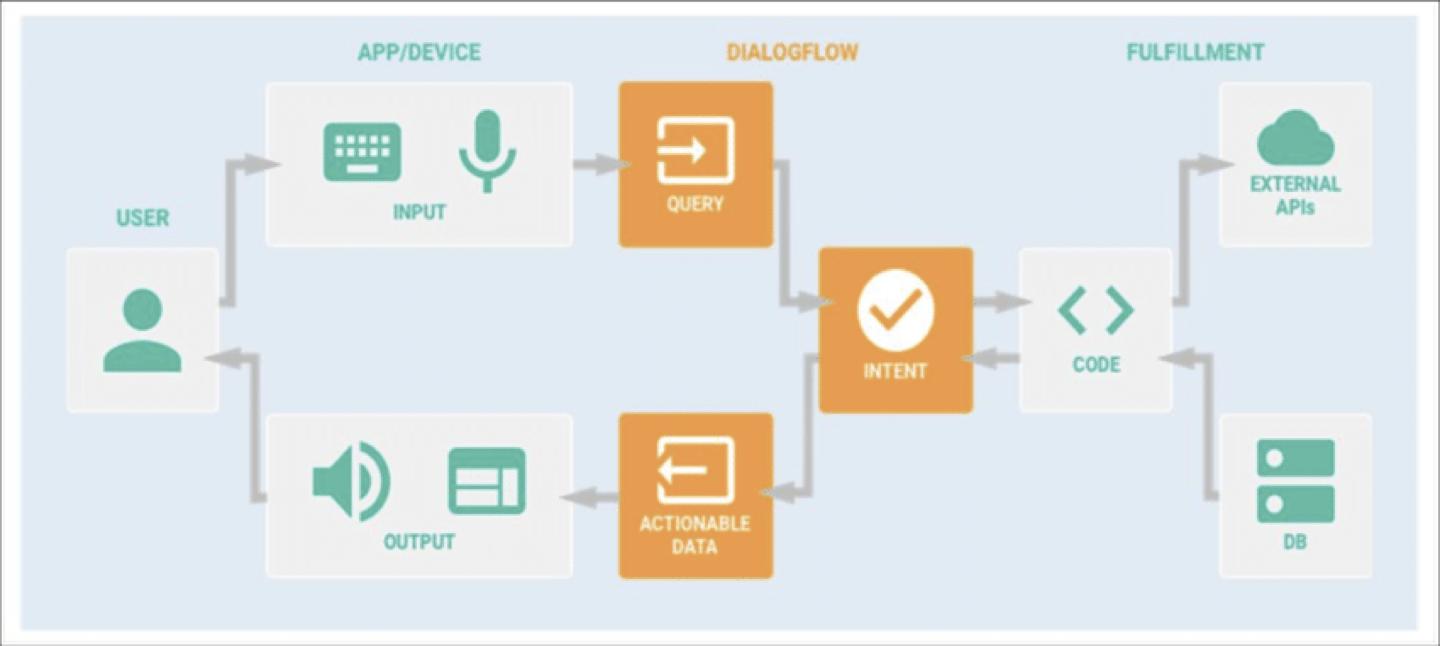 APP/DEVICE
DIALOGFLOW
FULFILLMENT
USER
INPUT
QUERY
EXTERNAL
APIs
INTENT
CODE
OUTPUT
ACTIONABLE
DATA
DB